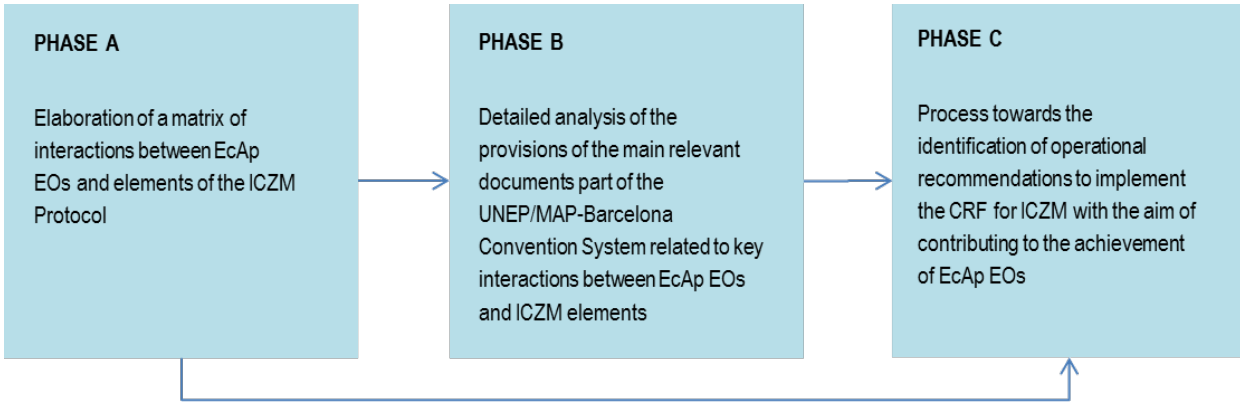 PHASE A
Elaboration of a matrix of
interactions between EcAp
EOs and elements of the ICZM
Protocol
PHASE B
Detailed analysis of the
provisions of the main relevant
documents part of the
UNEP/MAP-Barcelona
Convention System related to key
interactions between EcAp EOs
and ICZM elements
PHASE C
Process towards the
identification of operational
recommendations to implement
the CRF for ICZM with the aim of
contributing to the achievement
of EcAp EOs